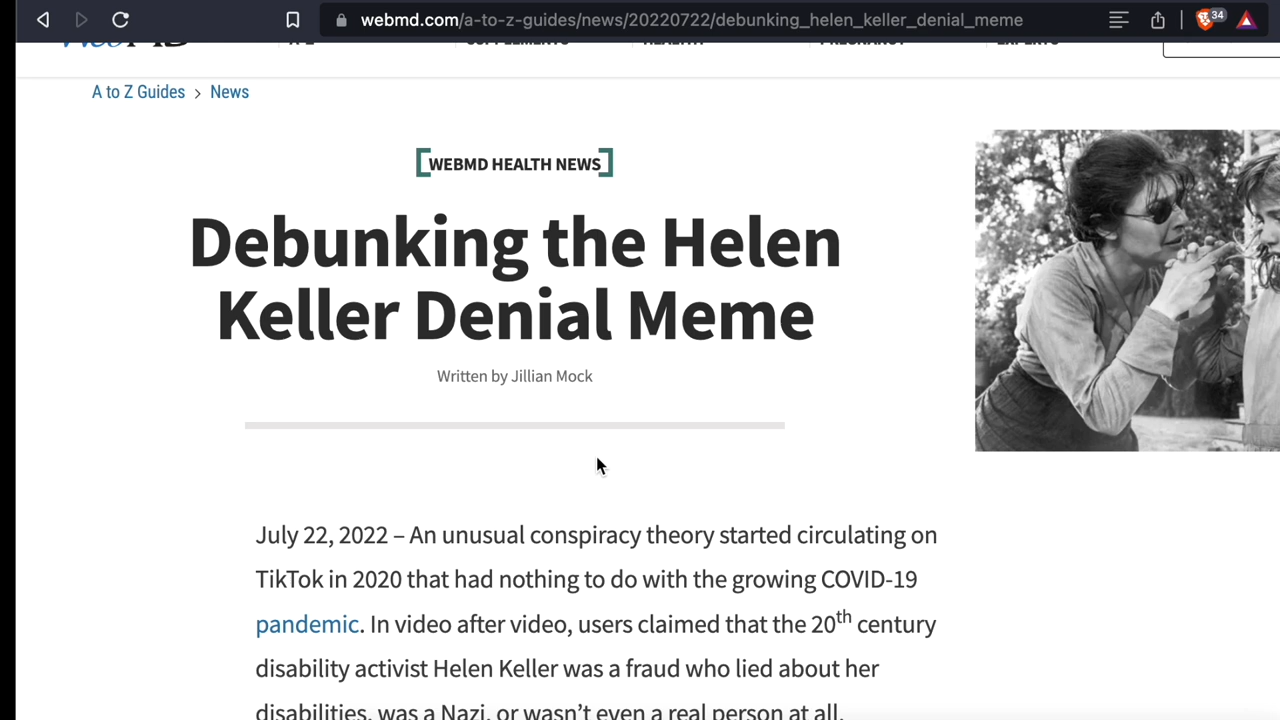 webmd.com/a-to-z-guides/news/20220722/debunking_helen_keller_denial_meme
34
A to Z Guides > News
WEBMD HEALTH NEWS
Debunking the Helen
Keller Denial Meme
Written by Jillian Mock
July 22, 2022 – An unusual conspiracy theory started circulating on
TikTok in 2020 that had nothing to do with the growing COVID-19
pandemic. In video after video, users claimed that the 20th century
disability activist Helen Keller was a fraud who lied about her
disabilities, was a Nazi, or wasn't even a real person at all.